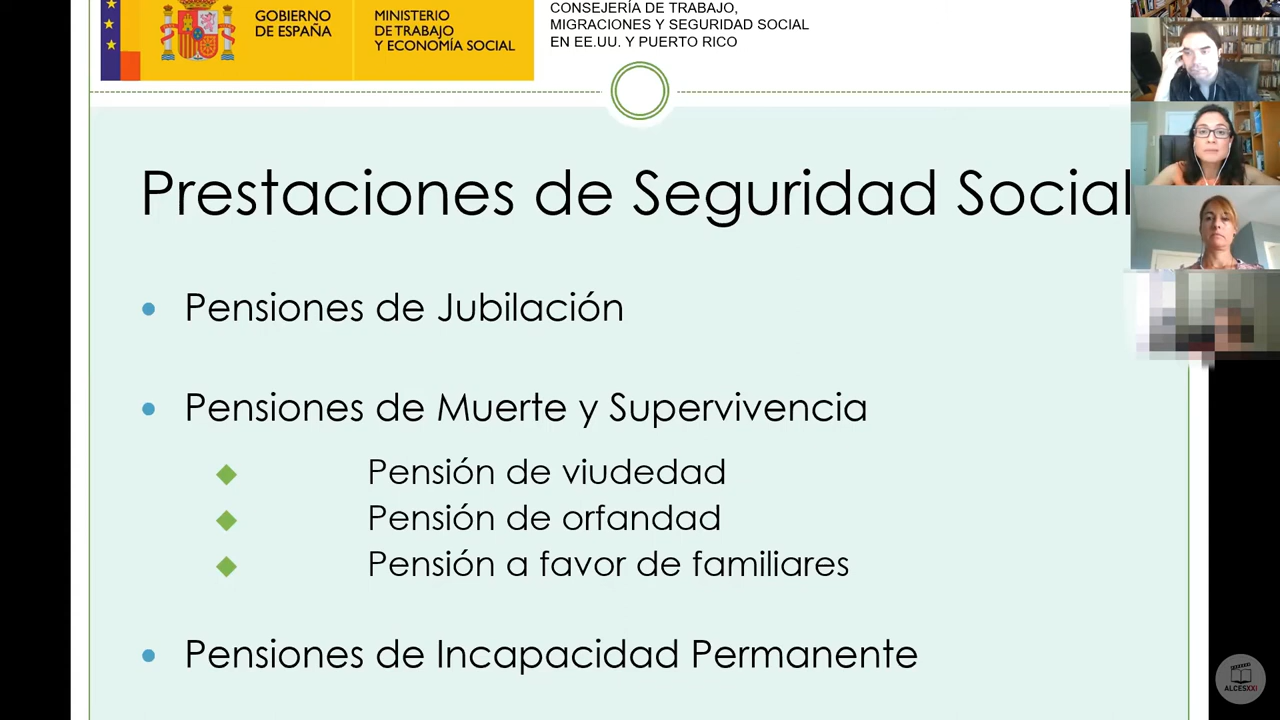 GOBIERNO
DE ESPAÑA
MINISTERIO
DE TRABAJO
Y ECONOMÍA SOCIAL
CONSEJERÍA DE TRABAJO,
MIGRACIONES Y SEGURIDAD SOCIAL
EN EE.UU. Y PUERTO RICO
Prestaciones de Seguridad Social
Pensiones de Jubilación
Pensiones de Muerte y Supervivencia
Pensión de viudedad
Pensión de orfandad
Pensión a favor de familiares
Pensiones de Incapacidad Permanente
ALCESXXI